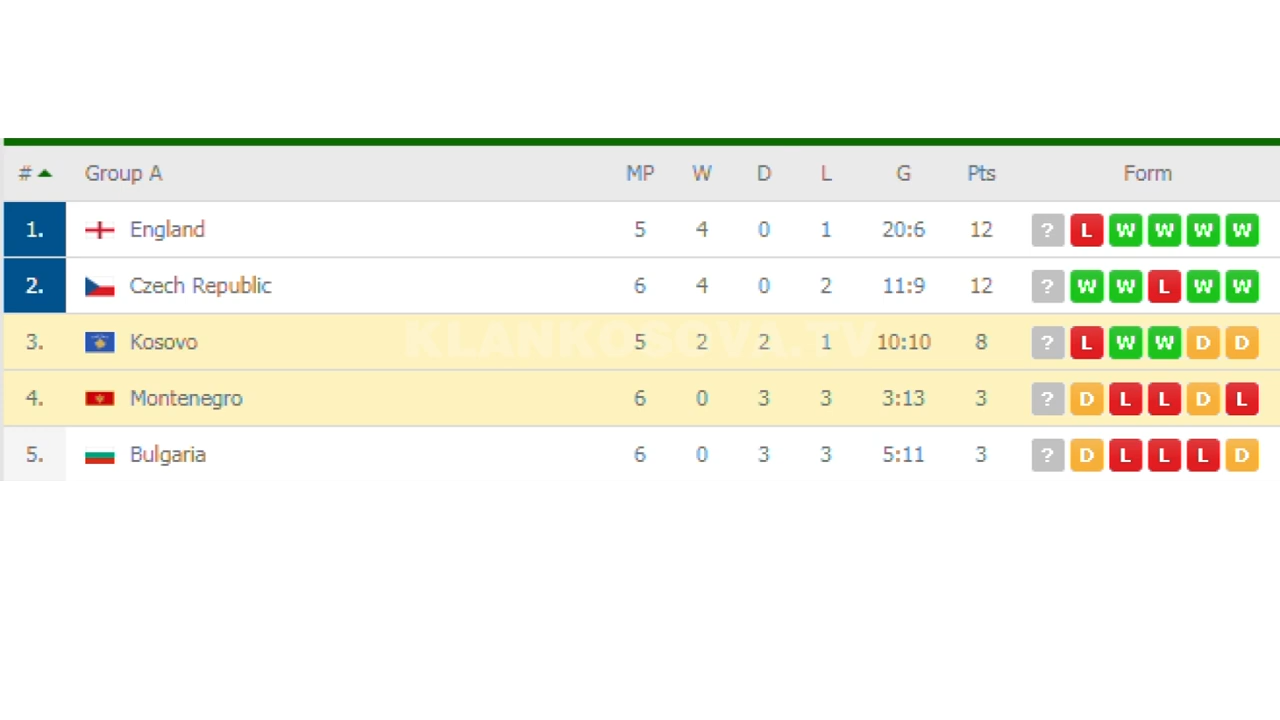 # Group A MP W D L G Pts Form
1. England 5 4 0 1 20:6 12 ? L W W W W
2. Czech Republic 6 4 0 2 11:9 12 ? W W L W W
3. Kosovo 5 2 2 1 10:10 8 ? L W W D D
KLANKOSOVA.TV
4. Montenegro 6 0 3 3 3:13 3 ? D L L D L
5. Bulgaria 6 0 3 3 5:11 3 ? D L L L D